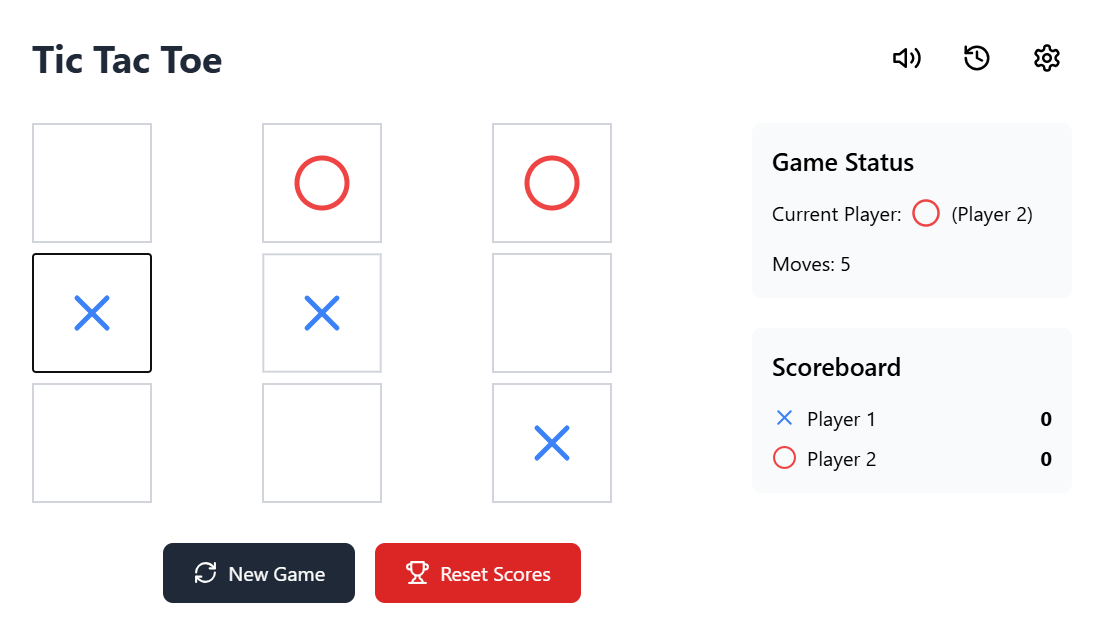 Tic Tac Toe
Game Status
Current Player: (Player 2)
Moves: 5
Scoreboard
Player 1 0
Player 2 0
New Game
Reset Scores